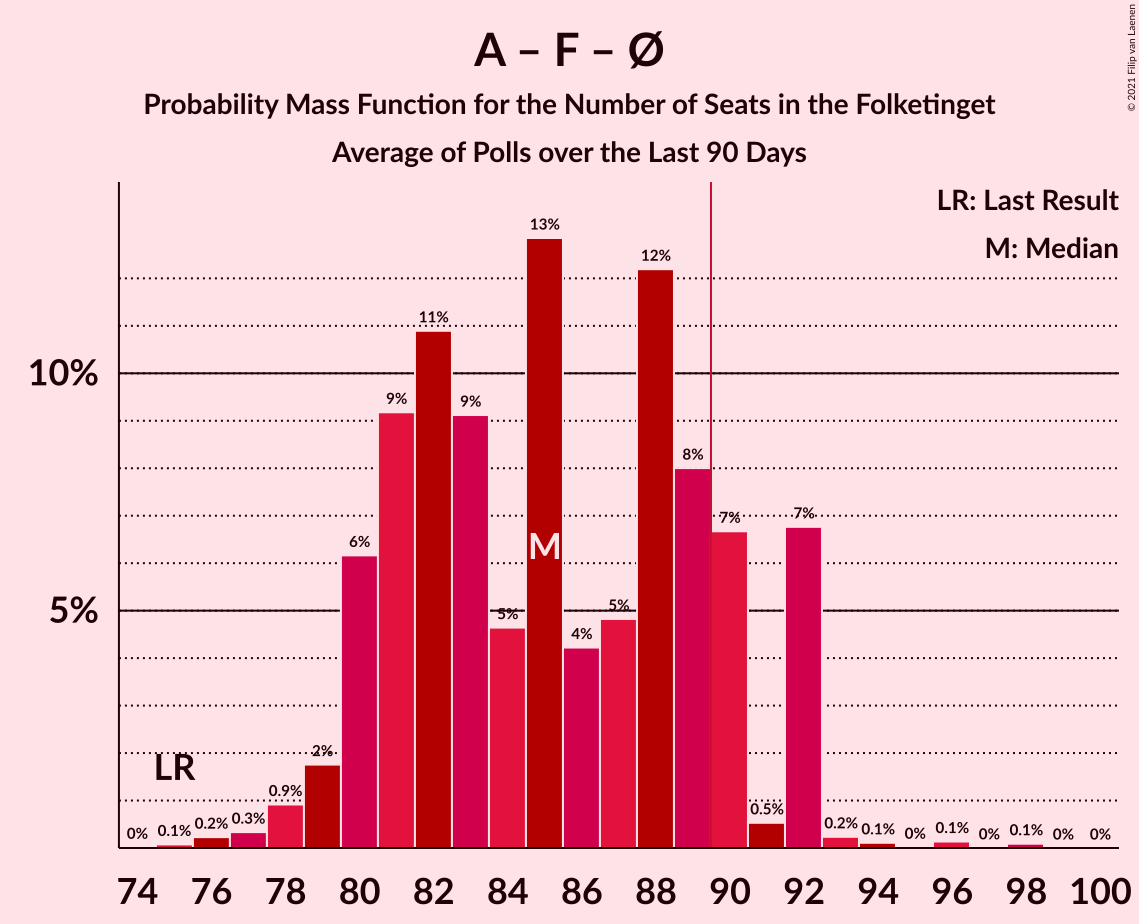 A – F – Ø
Probability Mass Function for the Number of Seats in the Folketinget
Average of Polls over the Last 90 Days
© 2021 Filip van Laenen
LR: Last Result
M: Median
10%
5%
0% 0.1% 0.2% 0.3% 0.9% 2% 6% 9% 11% 9% 5% 13% 4% 5% 12% 8% 7% 0.5% 7% 0.2% 0.1% 0% 0.1% 0% 0.1% 0% 0%
LR
M
74 76 78 80 82 84 86 88 90 92 94 96 98 100